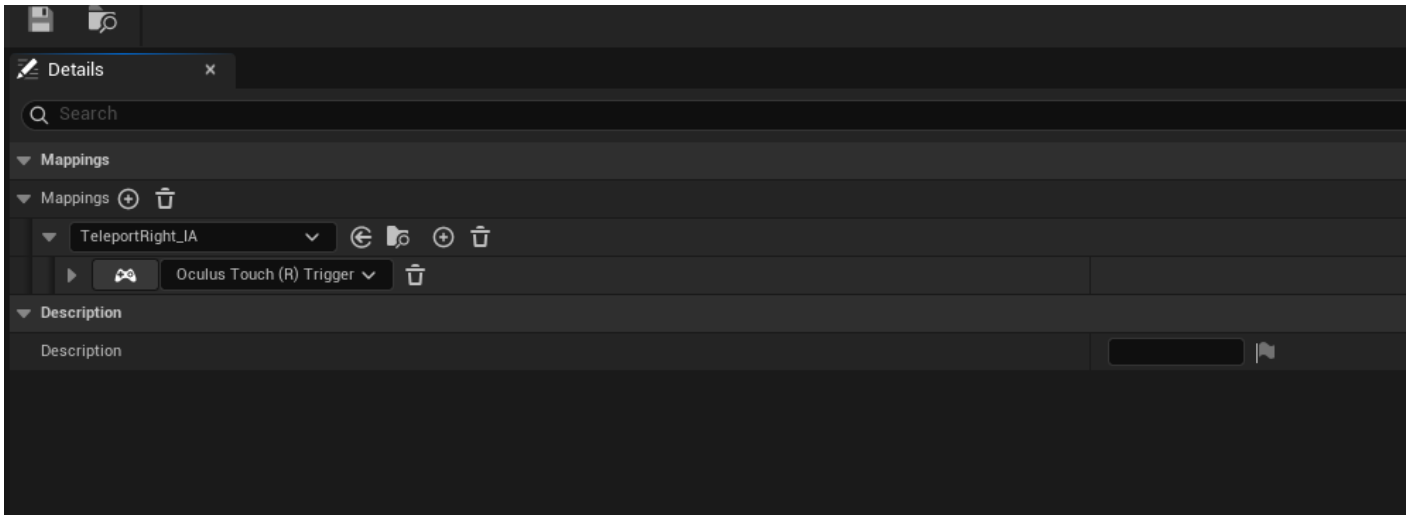 Details
Search
Mappings
Mappings
TeleportRight_IA
Oculus Touch (R) Trigger
Description
Description